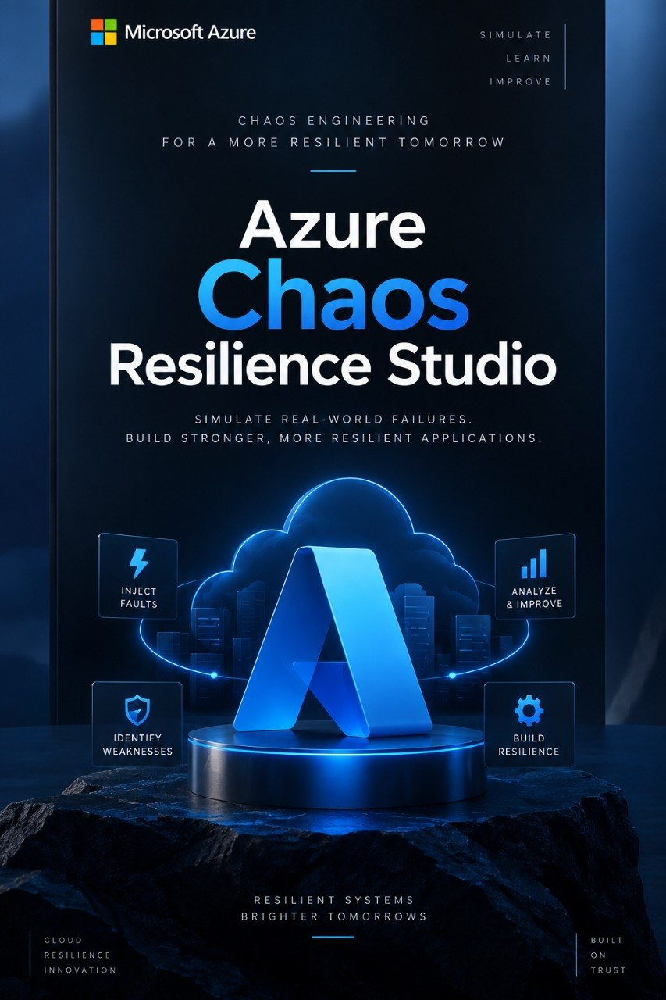 Microsoft Azure
SIMULATE
LEARN
IMPROVE
CHAOS ENGINEERING
FOR A MORE RESILIENT TOMORROW
Azure
Chaos
Resilience Studio
SIMULATE REAL-WORLD FAILURES.
BUILD STRONGER, MORE RESILIENT APPLICATIONS.
INJECT
FAULTS
ANALYZE
& IMPROVE
IDENTIFY
WEAKNESSES
BUILD
RESILIENCE
RESILIENT SYSTEMS
BRIGHTER TOMORROWS
CLOUD
RESILIENCE
INNOVATION
BUILT
ON
TRUST